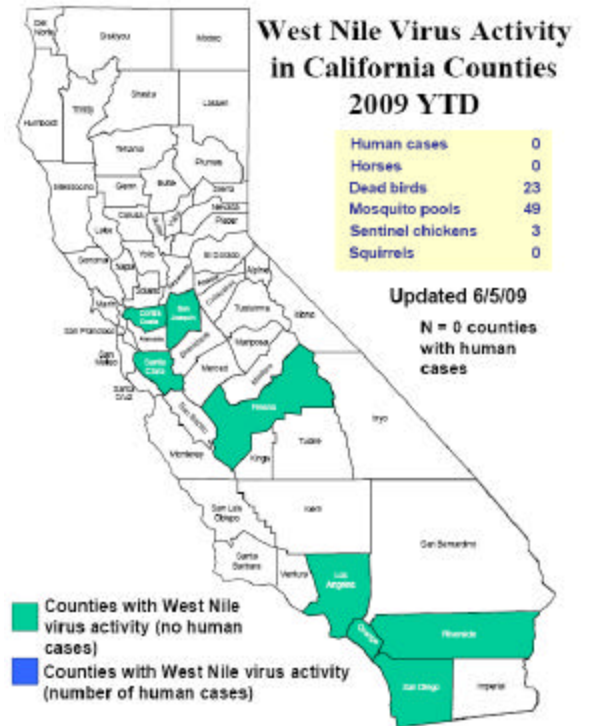 West Nile Virus Activity
in California Counties
2009 YTD
Human cases 0
Horses 0
Dead birds 23
Mosquito pools 49
Sentinel chickens 3
Squirrels 0
Updated 6/5/09
N = 0 counties
with human
cases
Del
Norte
Siskiyou
Modoc
Humboldt
Trinity
Shasta
Lassen
Tehama
Plumas
Mendocino
Glenn
Butte
Sierra
Nevada
Colusa
Placer
Lake
Sonoma
Napa
Yolo
El Dorado
Alpine
Solano
Marin
Contra
Costa
San
Joaquin
Tuolumne
Mono
San Francisco
Alameda
San
Mateo
Santa
Clara
Mariposa
Merced
Madera
Santa
Cruz
San Benito
Fresno
Inyo
Monterey
Kings
Tulare
San Luis
Obispo
Kern
San Bernardino
Santa
Barbara
Ventura
Los
Angeles
Orange
Riverside
San Diego
Imperial
Counties with West Nile
virus activity (no human
cases)
Counties with West Nile virus activity
(number of human cases)